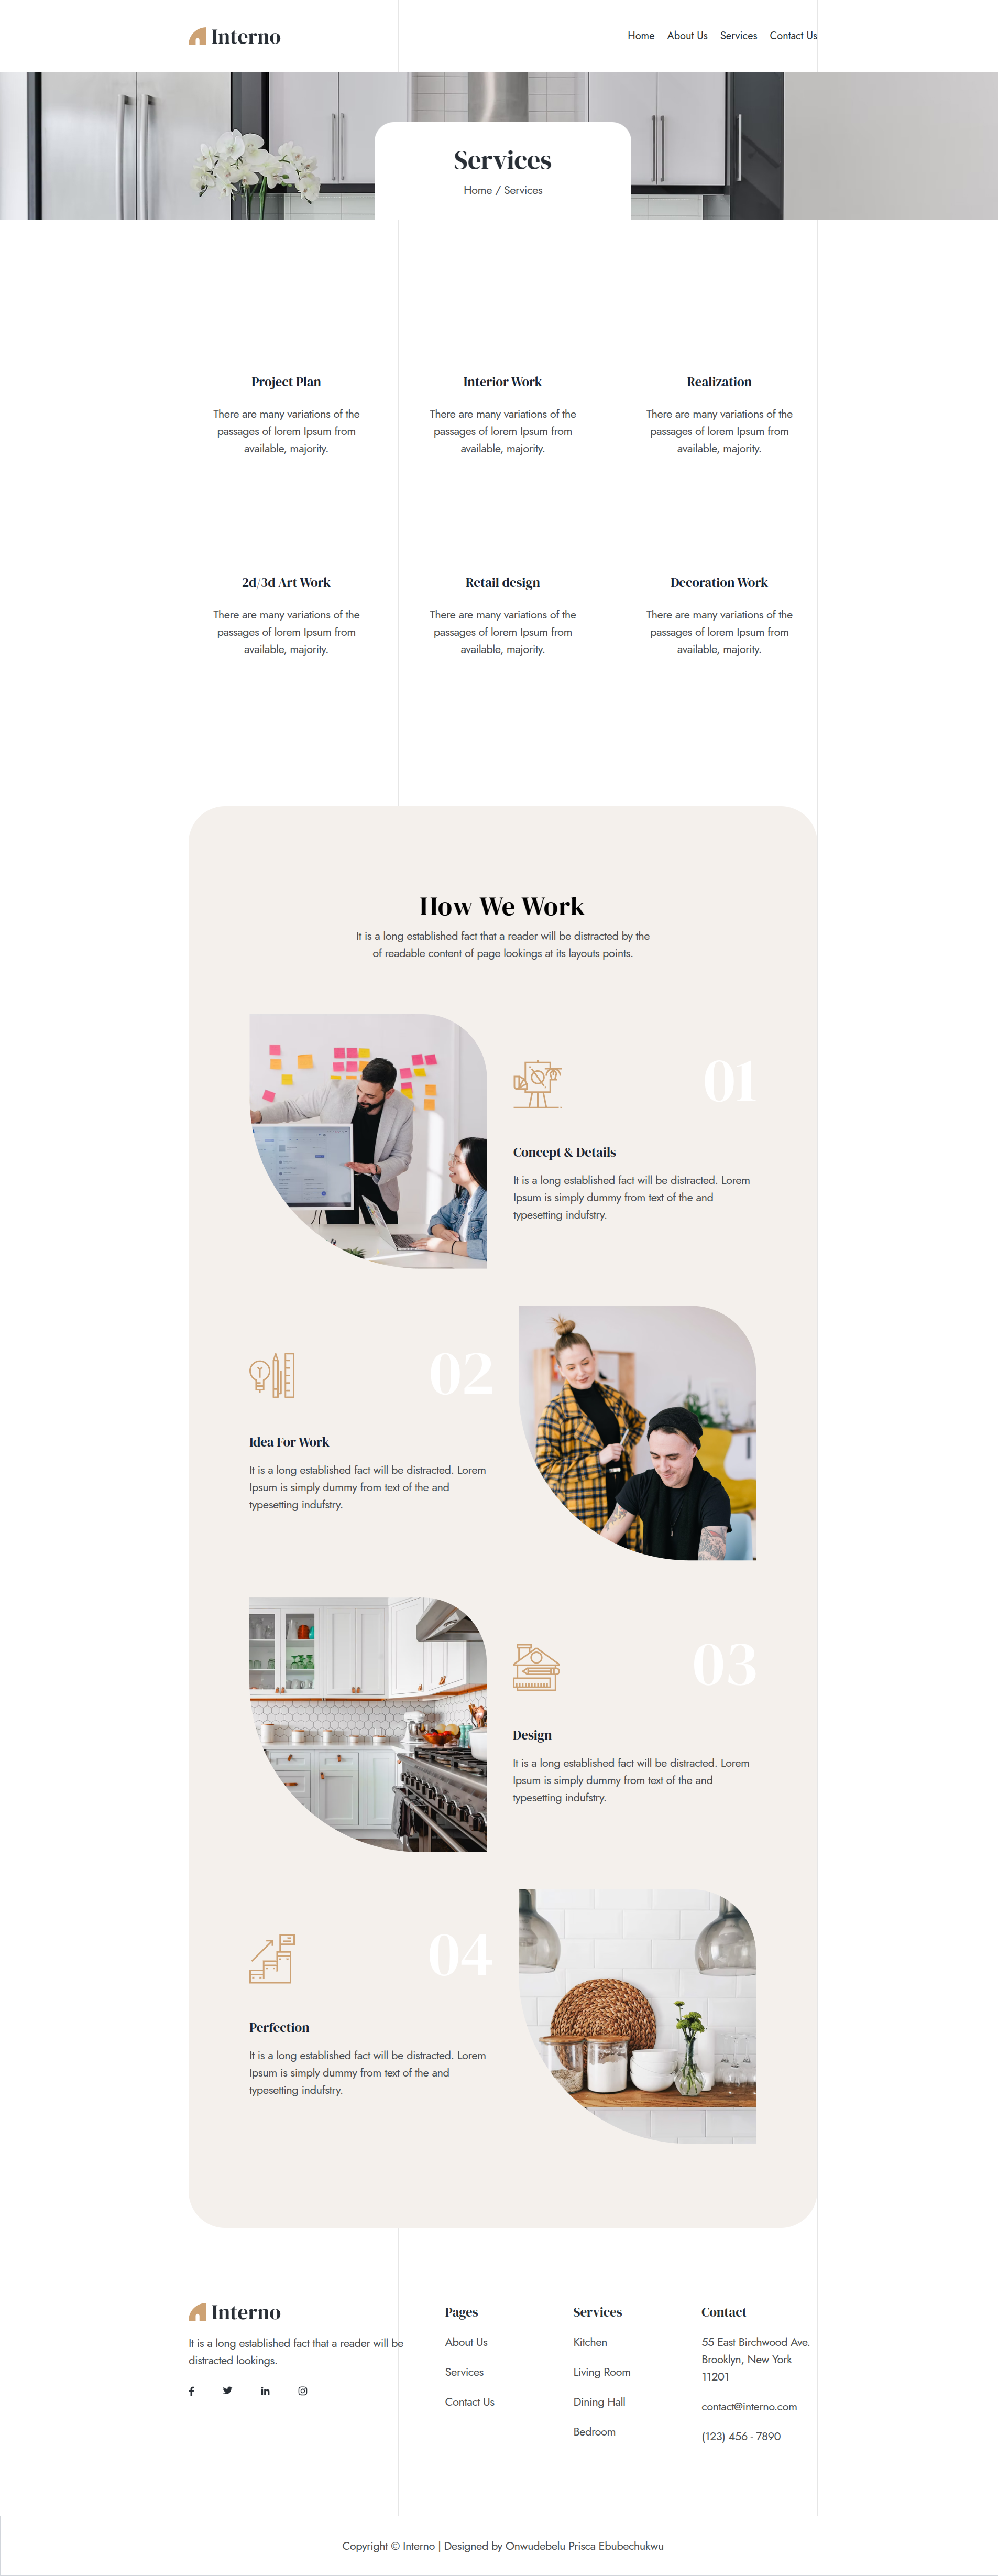 Interno
Home About Us Services Contact Us
Services
Home / Services
Project Plan
There are many variations of the
passages of lorem Ipsum from
available, majority.
Interior Work
There are many variations of the
passages of lorem Ipsum from
available, majority.
Realization
There are many variations of the
passages of lorem Ipsum from
available, majority.
2d/3d Art Work
There are many variations of the
passages of lorem Ipsum from
available, majority.
Retail design
There are many variations of the
passages of lorem Ipsum from
available, majority.
Decoration Work
There are many variations of the
passages of lorem Ipsum from
available, majority.
How We Work
It is a long established fact that a reader will be distracted by the
of readable content of page lookings at its layouts points.
01
Concept & Details
It is a long established fact will be distracted. Lorem
Ipsum is simply dummy from text of the and
typesetting indufstry.
02
Idea For Work
It is a long established fact will be distracted. Lorem
Ipsum is simply dummy from text of the and
typesetting indufstry.
03
Design
It is a long established fact will be distracted. Lorem
Ipsum is simply dummy from text of the and
typesetting indufstry.
04
Perfection
It is a long established fact will be distracted. Lorem
Ipsum is simply dummy from text of the and
typesetting indufstry.
Interno
It is a long established fact that a reader will be
distracted lookings.
Pages
About Us
Services
Contact Us
Services
Kitchen
Living Room
Dining Hall
Bedroom
Contact
55 East Birchwood Ave.
Brooklyn, New York
11201
contact@interno.com
(123) 456 - 7890
Copyright © Interno | Designed by Onwudebelu Prisca Ebubechukwu